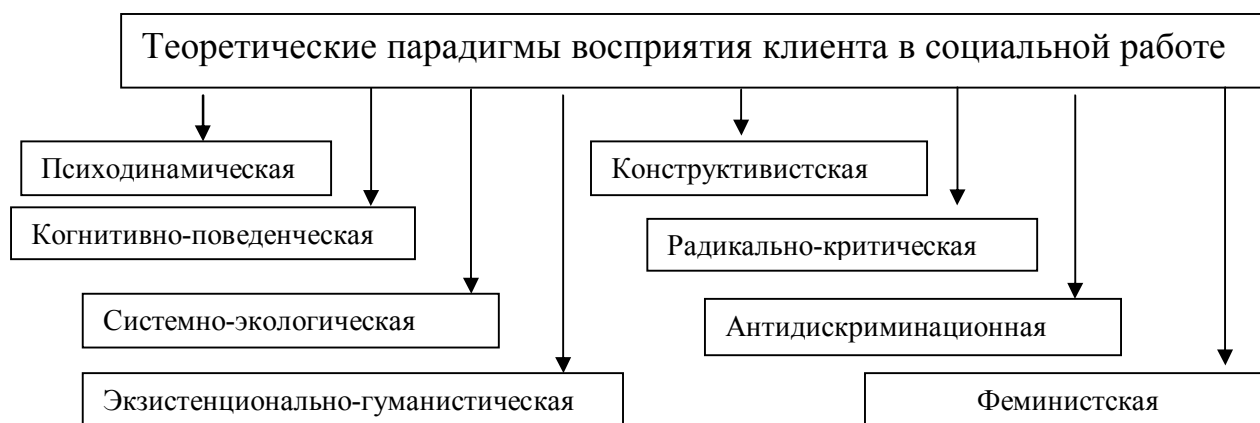 Теоретические парадигмы восприятия клиента в социальной работе
Психодинамическая
Конструктивистская
Когнитивно-поведенческая
Радикально-критическая
Системно-экологическая
Антидискриминационная
Экзистенционально-гуманистическая
Феминистская